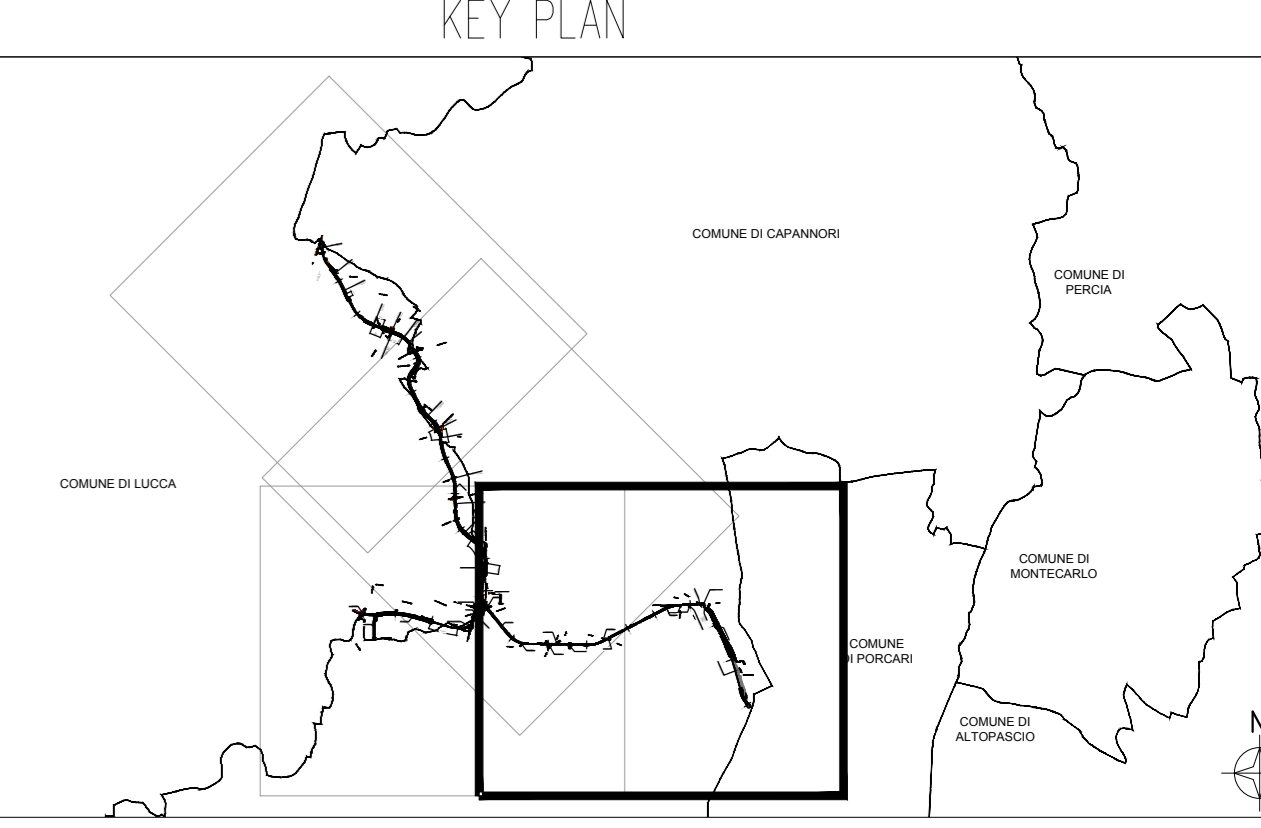 KEY PLAN
COMUNE DI CAPANNORI
COMUNE DI
PERCIA
COMUNE DI LUCCA
COMUNE DI
MONTECARLO
COMUNE
DI PORCARI
COMUNE DI
ALTOPASCIO
N